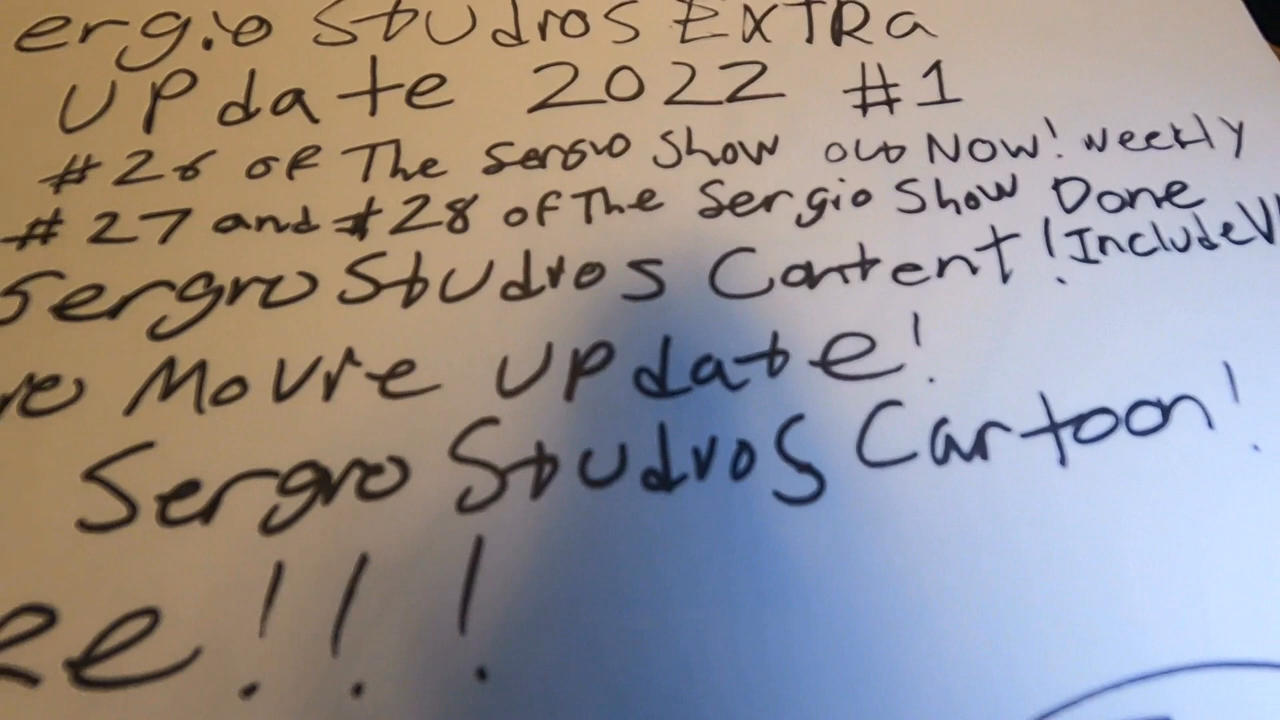 ergio Studios EXTRa
UPdate 2022 #1
#26 of The Sergio Show out Now! weekly
#27 and #28 of The Sergio Show Done
Sergio Studios Content! Include
Movie UPdate!
Sergio Studios Cartoon!
ee!!!